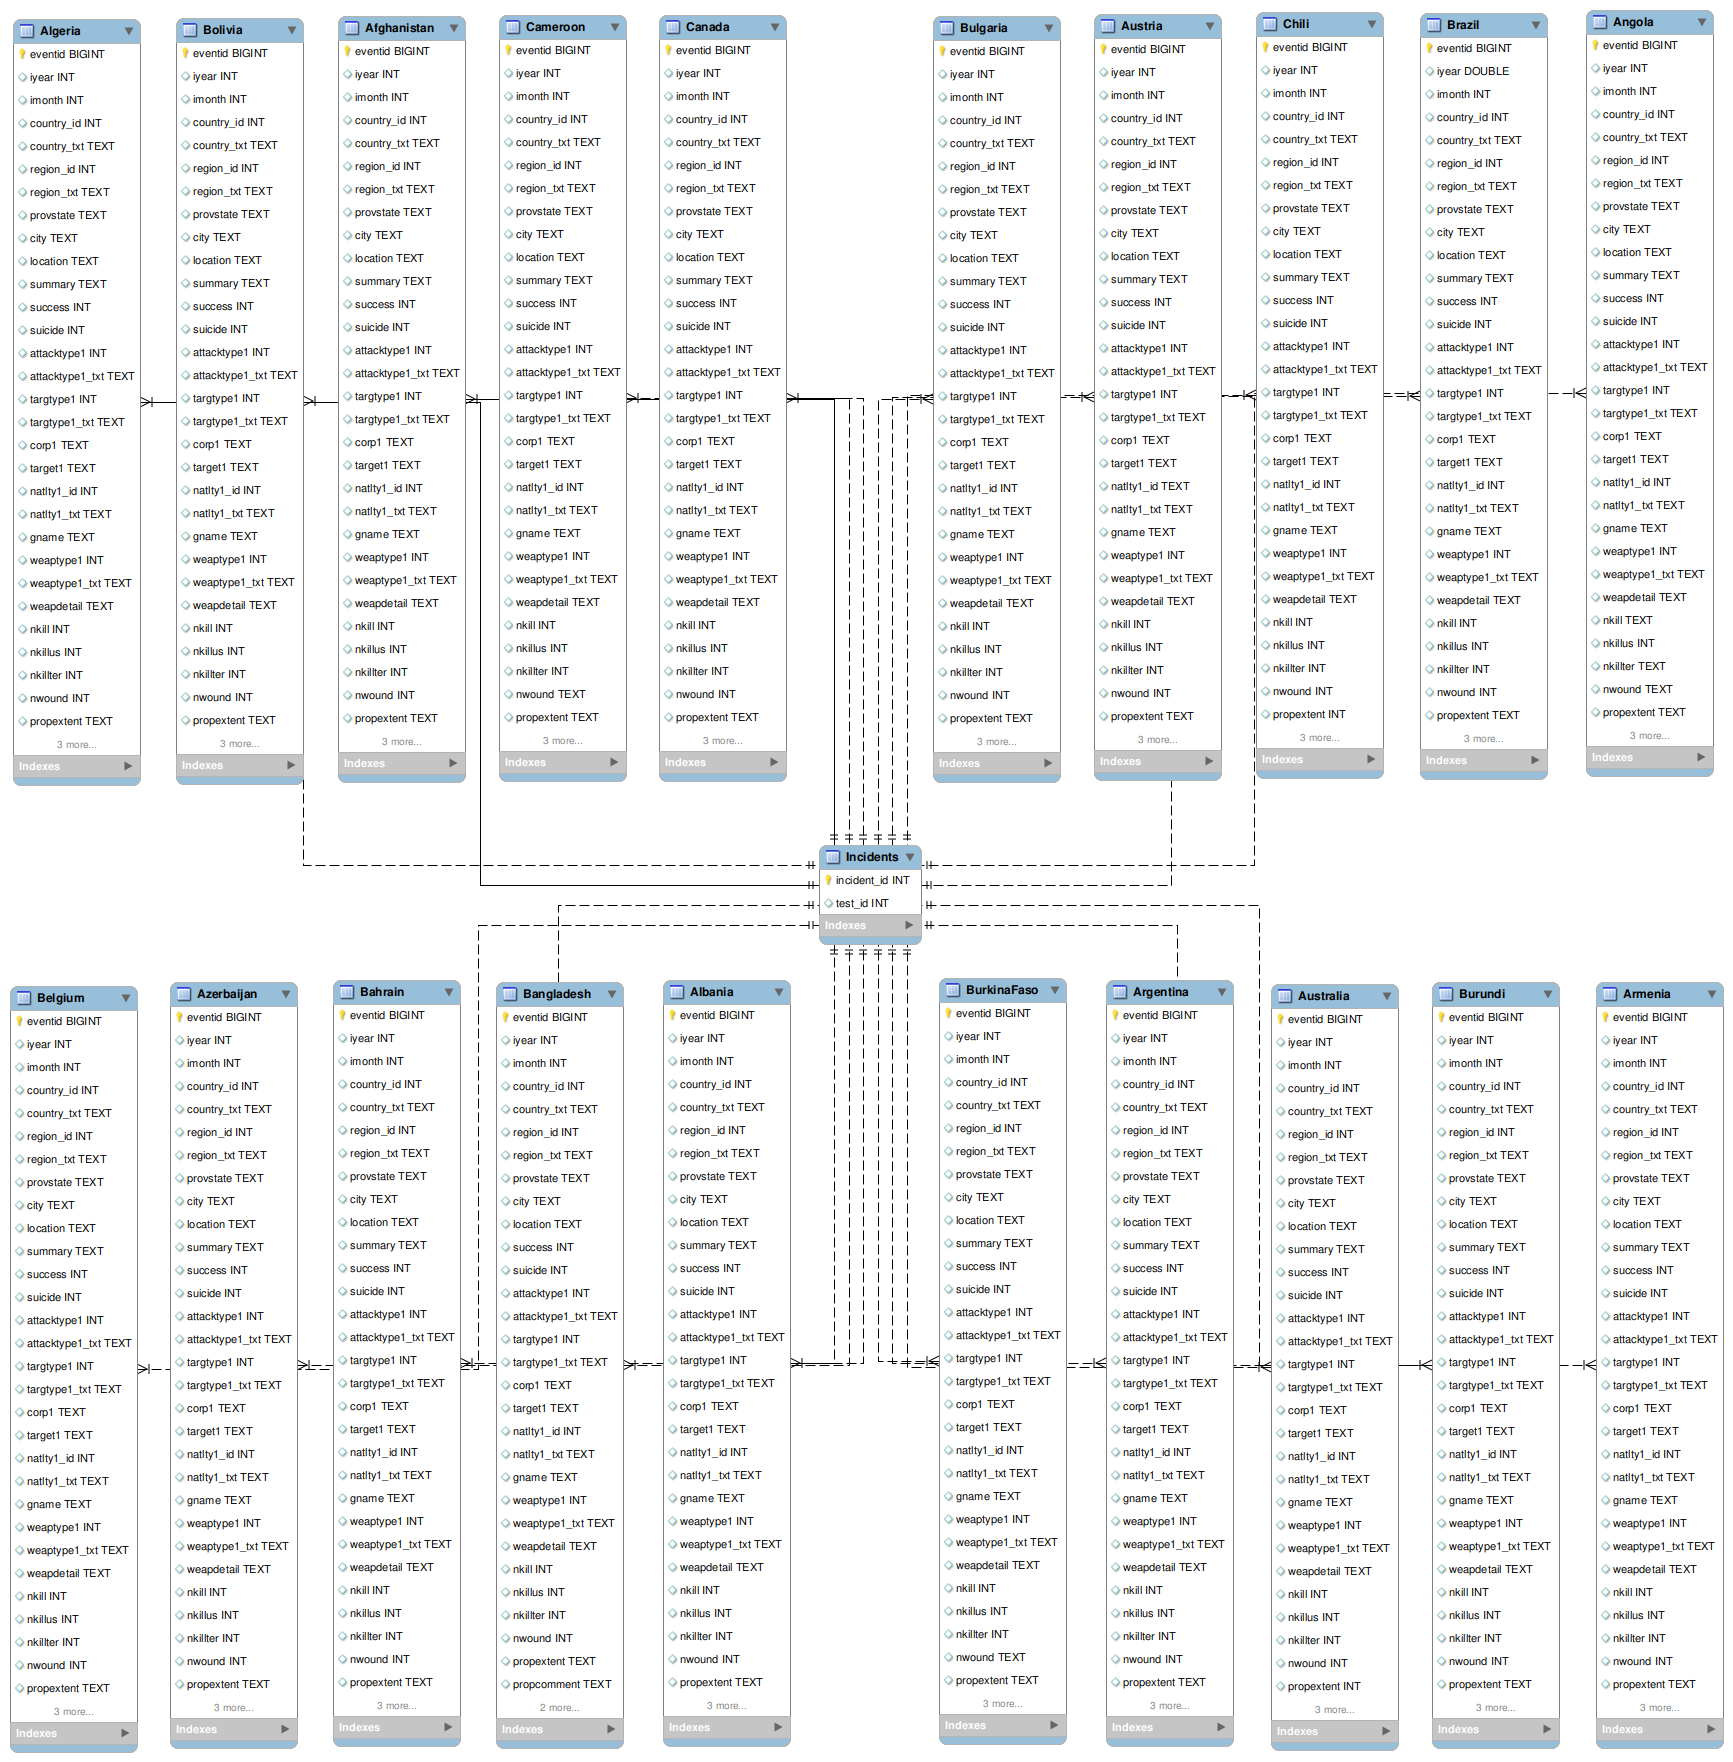 Algeria
eventid BIGINT
iyear INT
imonth INT
country_id INT
country_txt TEXT
region_id INT
region_txt TEXT
provstate TEXT
city TEXT
location TEXT
summary TEXT
success INT
suicide INT
attacktype1 INT
attacktype1_txt TEXT
targtype1 INT
targtype1_txt TEXT
corp1 TEXT
target1 TEXT
natlty1_id INT
natlty1_txt TEXT
gname TEXT
weaptype1 INT
weaptype1_txt TEXT
weapdetail TEXT
nkill INT
nkillus INT
nkillter INT
nwound INT
propextent TEXT
3 more...
Indexes
Bolivia
eventid BIGINT
iyear INT
imonth INT
country_id INT
country_txt TEXT
region_id INT
region_txt TEXT
provstate TEXT
city TEXT
location TEXT
summary TEXT
success INT
suicide INT
attacktype1 INT
attacktype1_txt TEXT
targtype1 INT
targtype1_txt TEXT
corp1 TEXT
target1 TEXT
natlty1_id INT
natlty1_txt TEXT
gname TEXT
weaptype1 INT
weaptype1_txt TEXT
weapdetail TEXT
nkill INT
nkillus INT
nkillter INT
nwound INT
propextent TEXT
3 more...
Indexes
Afghanistan
eventid BIGINT
iyear INT
imonth INT
country_id INT
country_txt TEXT
region_id INT
region_txt TEXT
provstate TEXT
city TEXT
location TEXT
summary TEXT
success INT
suicide INT
attacktype1 INT
attacktype1_txt TEXT
targtype1 INT
targtype1_txt TEXT
corp1 TEXT
target1 TEXT
natlty1_id INT
natlty1_txt TEXT
gname TEXT
weaptype1 INT
weaptype1_txt TEXT
weapdetail TEXT
nkill INT
nkillus INT
nkillter INT
nwound INT
propextent TEXT
3 more...
Indexes
Cameroon
eventid BIGINT
iyear INT
imonth INT
country_id INT
country_txt TEXT
region_id INT
region_txt TEXT
provstate TEXT
city TEXT
location TEXT
summary TEXT
success INT
suicide INT
attacktype1 INT
attacktype1_txt TEXT
targtype1 INT
targtype1_txt TEXT
corp1 TEXT
target1 TEXT
natlty1_id INT
natlty1_txt TEXT
gname TEXT
weaptype1 INT
weaptype1_txt TEXT
weapdetail TEXT
nkill INT
nkillus INT
nkillter INT
nwound TEXT
propextent TEXT
3 more...
Indexes
Canada
eventid BIGINT
iyear INT
imonth INT
country_id INT
country_txt TEXT
region_id INT
region_txt TEXT
provstate TEXT
city TEXT
location TEXT
summary TEXT
success INT
suicide INT
attacktype1 INT
attacktype1_txt TEXT
targtype1 INT
targtype1_txt TEXT
corp1 TEXT
target1 TEXT
natlty1_id INT
natlty1_txt TEXT
gname TEXT
weaptype1 INT
weaptype1_txt TEXT
weapdetail TEXT
nkill INT
nkillus INT
nkillter INT
nwound INT
propextent TEXT
3 more...
Indexes
Bulgaria
eventid BIGINT
iyear INT
imonth INT
country_id INT
country_txt TEXT
region_id INT
region_txt TEXT
provstate TEXT
city TEXT
location TEXT
summary TEXT
success INT
suicide INT
attacktype1 INT
attacktype1_txt TEXT
targtype1 INT
targtype1_txt TEXT
corp1 TEXT
target1 TEXT
natlty1_id INT
natlty1_txt TEXT
gname TEXT
weaptype1 INT
weaptype1_txt TEXT
weapdetail TEXT
nkill INT
nkillus INT
nkillter INT
nwound INT
propextent TEXT
3 more...
Indexes
Austria
eventid BIGINT
iyear INT
imonth INT
country_id INT
country_txt TEXT
region_id INT
region_txt TEXT
provstate TEXT
city TEXT
location TEXT
summary TEXT
success INT
suicide INT
attacktype1 INT
attacktype1_txt TEXT
targtype1 INT
targtype1_txt TEXT
corp1 TEXT
target1 TEXT
natlty1_id TEXT
natlty1_txt TEXT
gname TEXT
weaptype1 INT
weaptype1_txt TEXT
weapdetail TEXT
nkill INT
nkillus INT
nkillter INT
nwound INT
propextent TEXT
3 more...
Indexes
Chili
eventid BIGINT
iyear INT
imonth INT
country_id INT
country_txt TEXT
region_id INT
region_txt TEXT
provstate TEXT
city TEXT
location TEXT
summary TEXT
success INT
suicide INT
attacktype1 INT
attacktype1_txt TEXT
targtype1 INT
targtype1_txt TEXT
corp1 TEXT
target1 TEXT
natlty1_id INT
natlty1_txt TEXT
gname TEXT
weaptype1 INT
weaptype1_txt TEXT
weapdetail TEXT
nkill INT
nkillus INT
nkillter INT
nwound INT
propextent INT
3 more...
Indexes
Brazil
eventid BIGINT
iyear DOUBLE
imonth INT
country_id INT
country_txt TEXT
region_id INT
region_txt TEXT
provstate TEXT
city TEXT
location TEXT
summary TEXT
success INT
suicide INT
attacktype1 INT
attacktype1_txt TEXT
targtype1 INT
targtype1_txt TEXT
corp1 TEXT
target1 TEXT
natlty1_id INT
natlty1_txt TEXT
gname TEXT
weaptype1 INT
weaptype1_txt TEXT
weapdetail TEXT
nkill INT
nkillus INT
nkillter INT
nwound INT
propextent TEXT
3 more...
Indexes
Angola
eventid BIGINT
iyear INT
imonth INT
country_id INT
country_txt TEXT
region_id INT
region_txt TEXT
provstate TEXT
city TEXT
location TEXT
summary TEXT
success INT
suicide INT
attacktype1 INT
attacktype1_txt TEXT
targtype1 INT
targtype1_txt TEXT
corp1 TEXT
target1 TEXT
natlty1_id INT
natlty1_txt TEXT
gname TEXT
weaptype1 INT
weaptype1_txt TEXT
weapdetail TEXT
nkill TEXT
nkillus INT
nkillter TEXT
nwound TEXT
propextent TEXT
3 more...
Indexes
Incidents
incident_id INT
test_id INT
Indexes
Belgium
eventid BIGINT
iyear INT
imonth INT
country_id INT
country_txt TEXT
region_id INT
region_txt TEXT
provstate TEXT
city TEXT
location TEXT
summary TEXT
success INT
suicide INT
attacktype1 INT
attacktype1_txt TEXT
targtype1 INT
targtype1_txt TEXT
corp1 TEXT
target1 TEXT
natlty1_id INT
natlty1_txt TEXT
gname TEXT
weaptype1 INT
weaptype1_txt TEXT
weapdetail TEXT
nkill INT
nkillus INT
nkillter INT
nwound INT
propextent TEXT
3 more...
Indexes
Azerbaijan
eventid BIGINT
iyear INT
imonth INT
country_id INT
country_txt TEXT
region_id INT
region_txt TEXT
provstate TEXT
city TEXT
location TEXT
summary TEXT
success INT
suicide INT
attacktype1 INT
attacktype1_txt TEXT
targtype1 INT
targtype1_txt TEXT
corp1 TEXT
target1 TEXT
natlty1_id INT
natlty1_txt TEXT
gname TEXT
weaptype1 INT
weaptype1_txt TEXT
weapdetail TEXT
nkill INT
nkillus INT
nkillter INT
nwound INT
propextent TEXT
3 more...
Indexes
Bahrain
eventid BIGINT
iyear INT
imonth INT
country_id INT
country_txt TEXT
region_id INT
region_txt TEXT
provstate TEXT
city TEXT
location TEXT
summary TEXT
success INT
suicide INT
attacktype1 INT
attacktype1_txt TEXT
targtype1 INT
targtype1_txt TEXT
corp1 TEXT
target1 TEXT
natlty1_id INT
natlty1_txt TEXT
gname TEXT
weaptype1 INT
weaptype1_txt TEXT
weapdetail TEXT
nkill INT
nkillus INT
nkillter INT
nwound INT
propextent TEXT
3 more...
Indexes
Bangladesh
eventid BIGINT
iyear INT
imonth INT
country_id INT
country_txt TEXT
region_id INT
region_txt TEXT
provstate TEXT
city TEXT
location TEXT
success INT
suicide INT
attacktype1 INT
attacktype1_txt TEXT
targtype1 INT
targtype1_txt TEXT
corp1 TEXT
target1 TEXT
natlty1_id INT
natlty1_txt TEXT
gname TEXT
weaptype1 INT
weaptype1_txt TEXT
weapdetail TEXT
nkill INT
nkillus INT
nkillter INT
nwound INT
propextent TEXT
propcomment TEXT
2 more...
Indexes
Albania
eventid BIGINT
iyear INT
imonth INT
country_id INT
country_txt TEXT
region_id INT
region_txt TEXT
provstate TEXT
city TEXT
location TEXT
summary TEXT
success INT
suicide INT
attacktype1 INT
attacktype1_txt TEXT
targtype1 INT
targtype1_txt TEXT
corp1 TEXT
target1 TEXT
natlty1_id INT
natlty1_txt TEXT
gname TEXT
weaptype1 INT
weaptype1_txt TEXT
weapdetail TEXT
nkill INT
nkillus INT
nkillter INT
nwound INT
propextent TEXT
3 more...
Indexes
BurkinaFaso
eventid BIGINT
iyear INT
imonth INT
country_id INT
country_txt TEXT
region_id INT
region_txt TEXT
provstate TEXT
city TEXT
location TEXT
summary TEXT
success INT
suicide INT
attacktype1 INT
attacktype1_txt TEXT
targtype1 INT
targtype1_txt TEXT
corp1 TEXT
target1 TEXT
natlty1_id INT
natlty1_txt TEXT
gname TEXT
weaptype1 INT
weaptype1_txt TEXT
weapdetail TEXT
nkill INT
nkillus INT
nkillter INT
nwound TEXT
propextent TEXT
3 more...
Indexes
Argentina
eventid BIGINT
iyear INT
imonth INT
country_id INT
country_txt TEXT
region_id INT
region_txt TEXT
provstate TEXT
city TEXT
location TEXT
summary TEXT
success INT
suicide INT
attacktype1 INT
attacktype1_txt TEXT
targtype1 INT
targtype1_txt TEXT
corp1 TEXT
target1 TEXT
natlty1_id INT
natlty1_txt TEXT
gname TEXT
weaptype1 INT
weaptype1_txt TEXT
weapdetail TEXT
nkill INT
nkillus INT
nkillter INT
nwound INT
propextent TEXT
3 more...
Indexes
Australia
eventid BIGINT
iyear INT
imonth INT
country_id INT
country_txt TEXT
region_id INT
region_txt TEXT
provstate TEXT
city TEXT
location TEXT
summary TEXT
success INT
suicide INT
attacktype1 INT
attacktype1_txt TEXT
targtype1 INT
targtype1_txt TEXT
corp1 TEXT
target1 TEXT
natlty1_id INT
natlty1_txt TEXT
gname TEXT
weaptype1 INT
weaptype1_txt TEXT
weapdetail TEXT
nkill INT
nkillus INT
nkillter INT
nwound INT
propextent INT
3 more...
Indexes
Burundi
eventid BIGINT
iyear INT
imonth INT
country_id INT
country_txt TEXT
region_id INT
region_txt TEXT
provstate TEXT
city TEXT
location TEXT
summary TEXT
success INT
suicide INT
attacktype1 INT
attacktype1_txt TEXT
targtype1 INT
targtype1_txt TEXT
corp1 TEXT
target1 TEXT
natlty1_id INT
natlty1_txt TEXT
gname TEXT
weaptype1 INT
weaptype1_txt TEXT
weapdetail TEXT
nkill INT
nkillus INT
nkillter INT
nwound INT
propextent TEXT
3 more...
Indexes
Armenia
eventid BIGINT
iyear INT
imonth INT
country_id INT
country_txt TEXT
region_id INT
region_txt TEXT
provstate TEXT
city TEXT
location TEXT
summary TEXT
success INT
suicide INT
attacktype1 INT
attacktype1_txt TEXT
targtype1 INT
targtype1_txt TEXT
corp1 TEXT
target1 TEXT
natlty1_id INT
natlty1_txt TEXT
gname TEXT
weaptype1 INT
weaptype1_txt TEXT
weapdetail TEXT
nkill INT
nkillus INT
nkillter INT
nwound INT
propextent TEXT
3 more...
Indexes